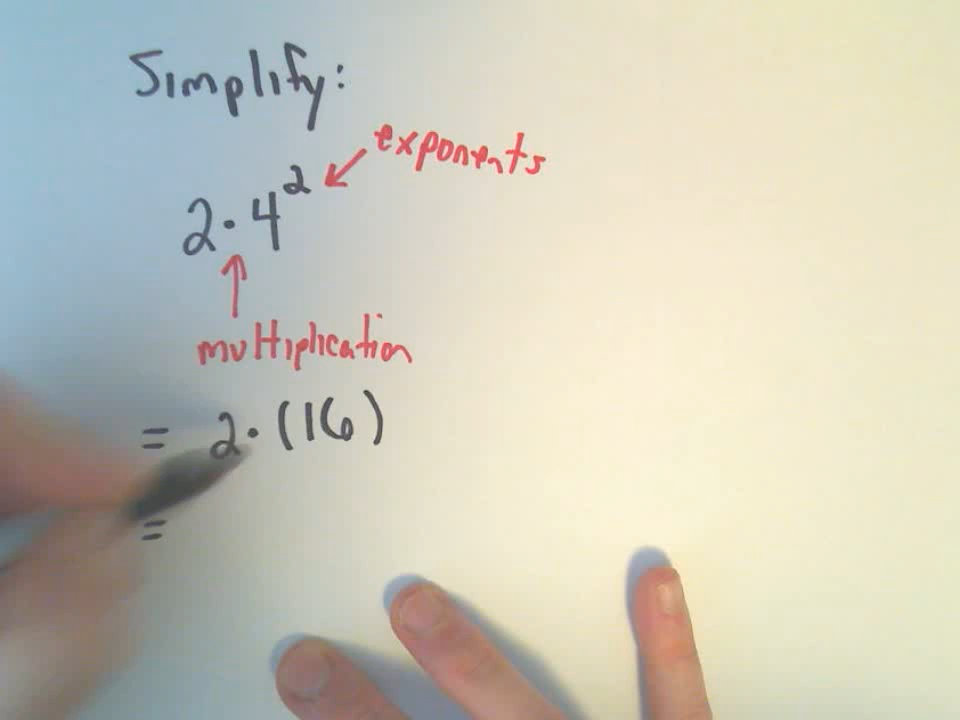 Simplify:
exponents
2 · 4²
multiplication
= 2 · (16)
=